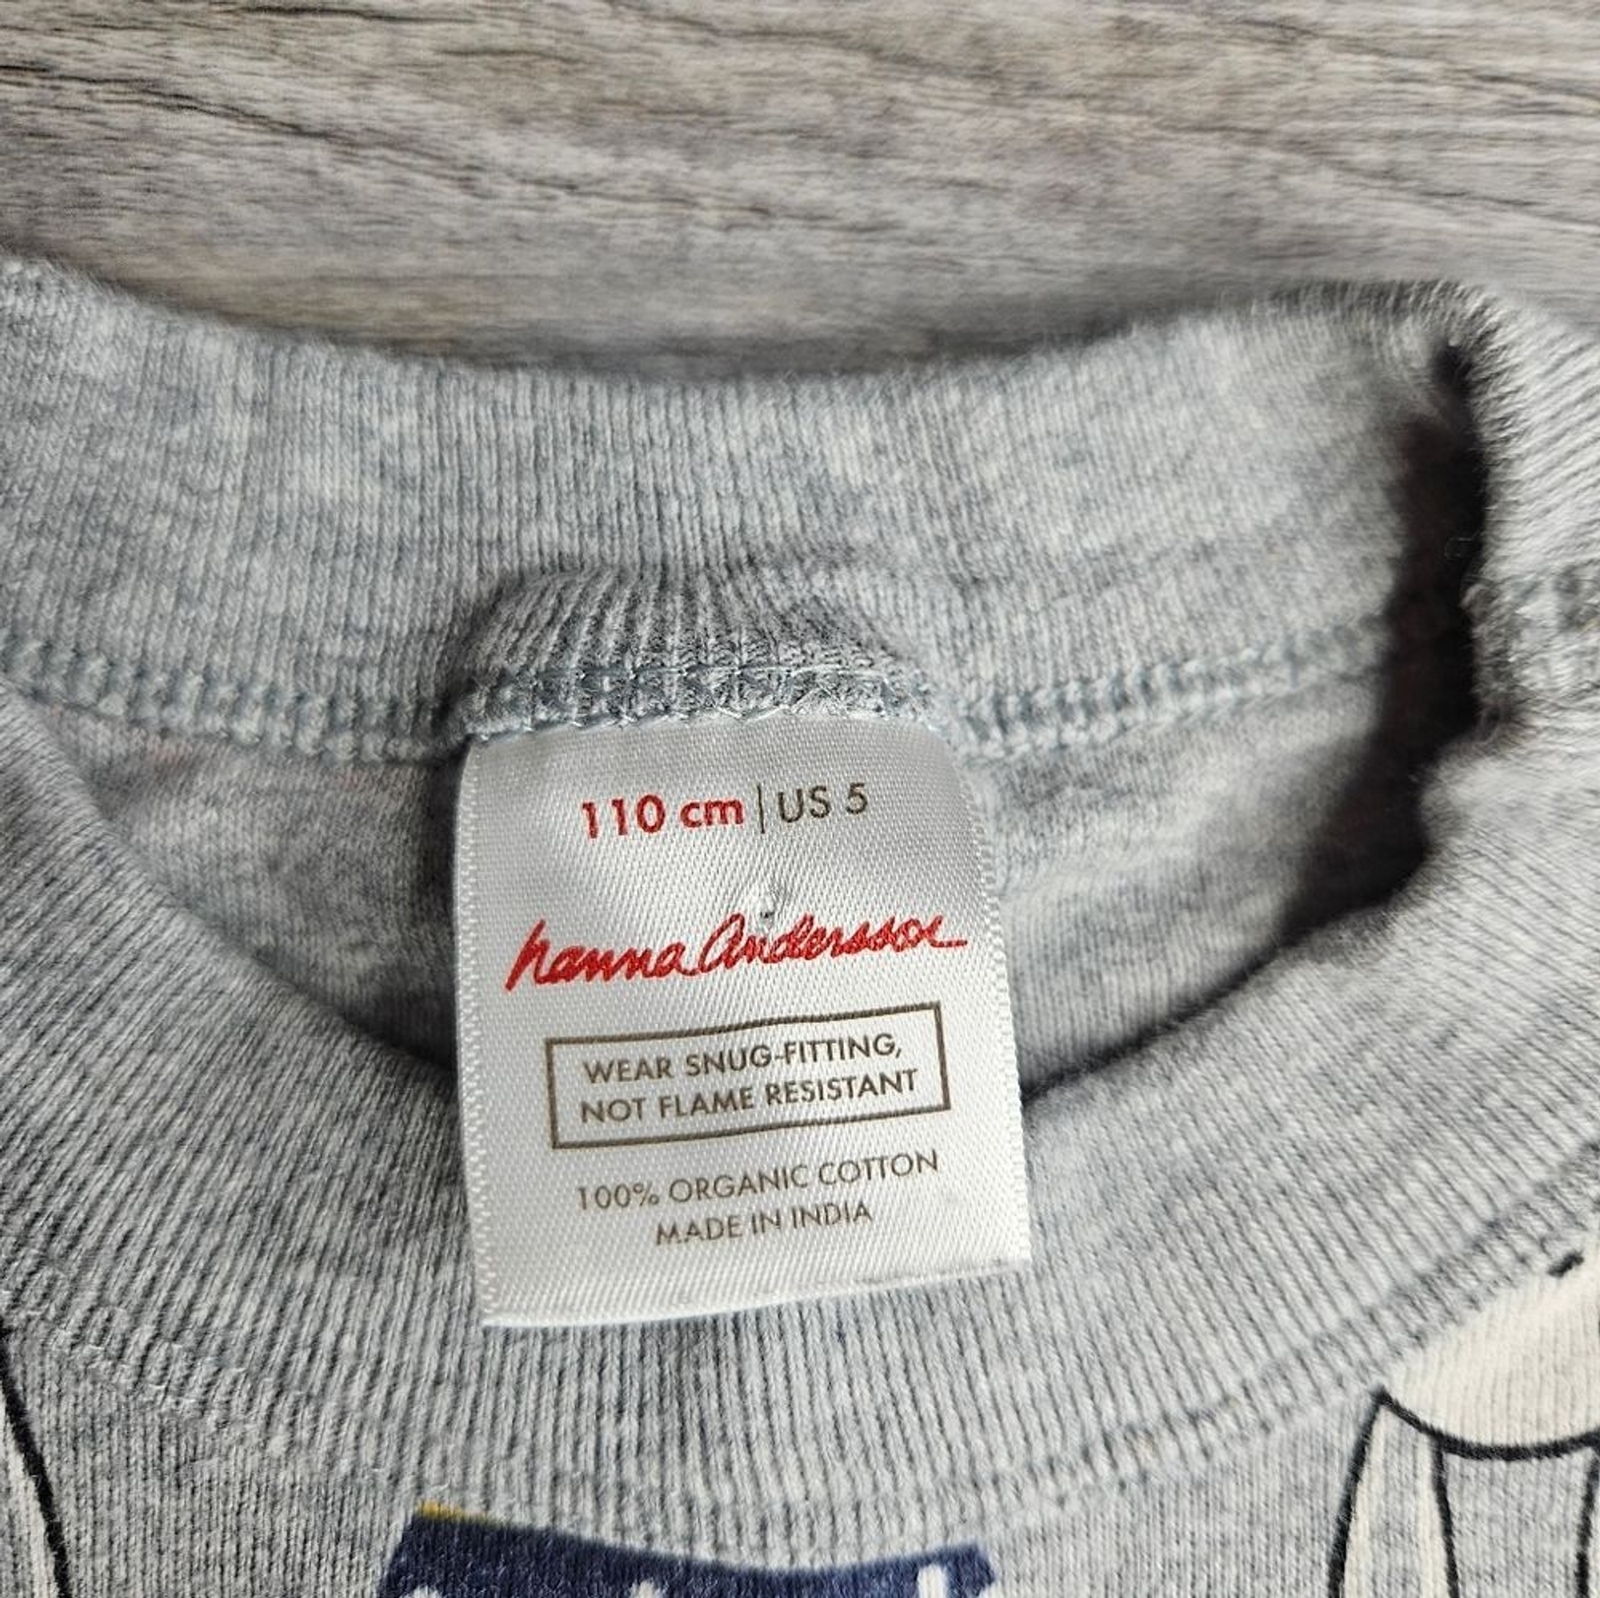 110 cm | US 5
hanna Andersson
WEAR SNUG-FITTING,
NOT FLAME RESISTANT
100% ORGANIC COTTON
MADE IN INDIA